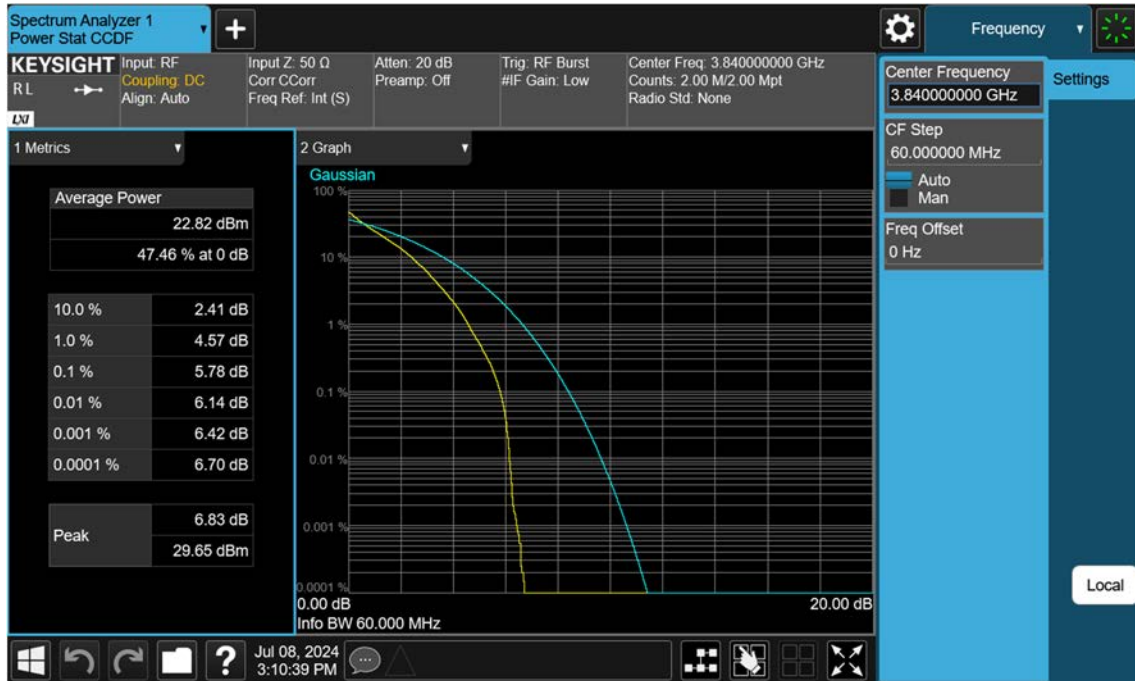 Spectrum Analyzer 1
Power Stat CCDF
Frequency
KEYSIGHT
RL
LXI
Input: RF
Coupling: DC
Align: Auto
Input Z: 50 Ω
Corr CCorr
Freq Ref: Int (S)
Atten: 20 dB
Preamp: Off
Trig: RF Burst
#IF Gain: Low
Center Freq: 3.840000000 GHz
Counts: 2.00 M/2.00 Mpt
Radio Std: None
Center Frequency
3.840000000 GHz
Settings
CF Step
60.000000 MHz
Auto
Man
Freq Offset
0 Hz
Local
1 Metrics
Average Power
22.82 dBm
47.46 % at 0 dB
10.0 % 2.41 dB
1.0 % 4.57 dB
0.1 % 5.78 dB
0.01 % 6.14 dB
0.001 % 6.42 dB
0.0001 % 6.70 dB
Peak 6.83 dB
29.65 dBm
2 Graph
Gaussian
100 %
10 %
1 %
0.1 %
0.01 %
0.001 %
0.0001 %
0.00 dB 20.00 dB
Info BW 60.000 MHz
?
Jul 08, 2024
3:10:39 PM